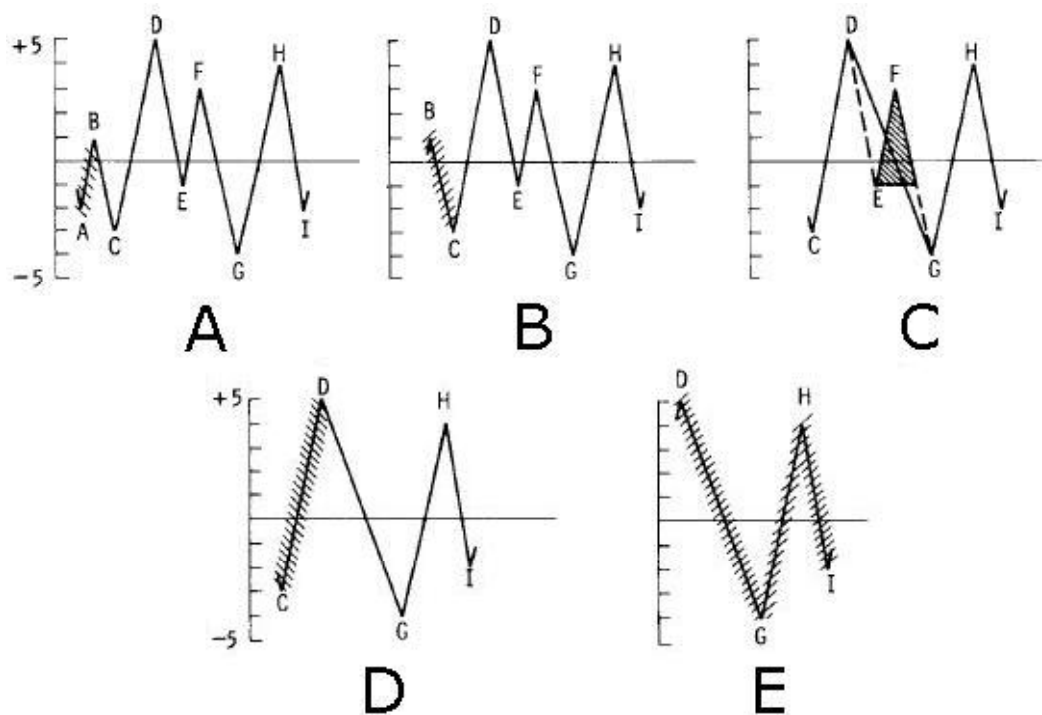 D D D
+5 H H H
F F F
B B
A C E I C E I C E I
G G G
-5
A B C
D D
+5 H H
C I I
G G
-5
D E